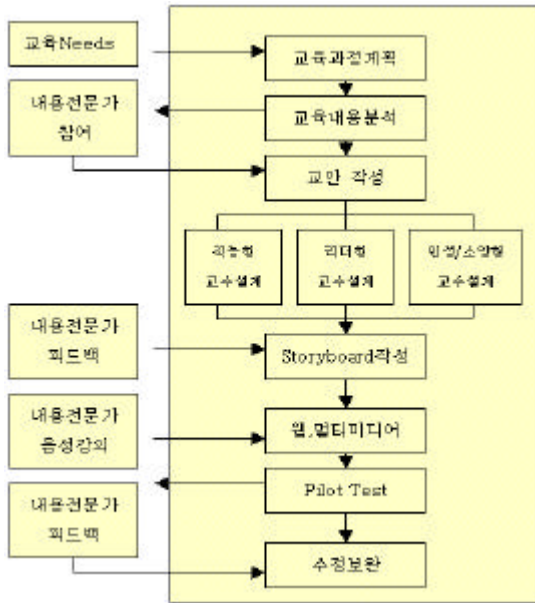 교육Needs
교육과정계획
내용전문가
참여
교육내용분석
교안 작성
직능형
교수설계
리더형
교수설계
인성/소양형
교수설계
내용전문가
피드백
Storyboard작성
내용전문가
음성강의
웹,멀티미디어
Pilot Test
내용전문가
피드백
수정보완